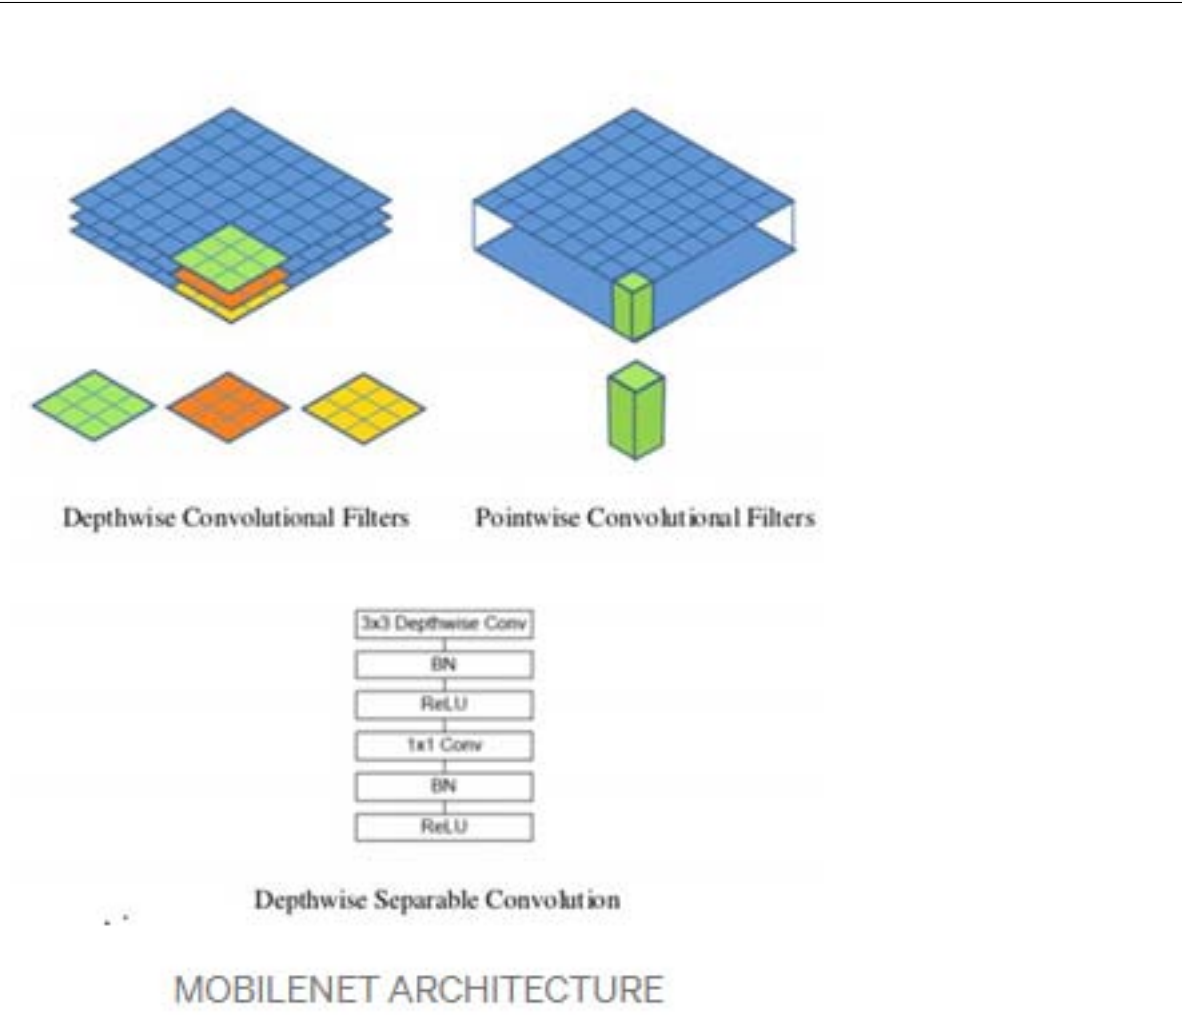 Depthwise Convolutional Filters
Pointwise Convolutional Filters
3x3 Depthwise Conv
BN
ReLU
1x1 Conv
BN
ReLU
Depthwise Separable Convolution
MOBILENET ARCHITECTURE